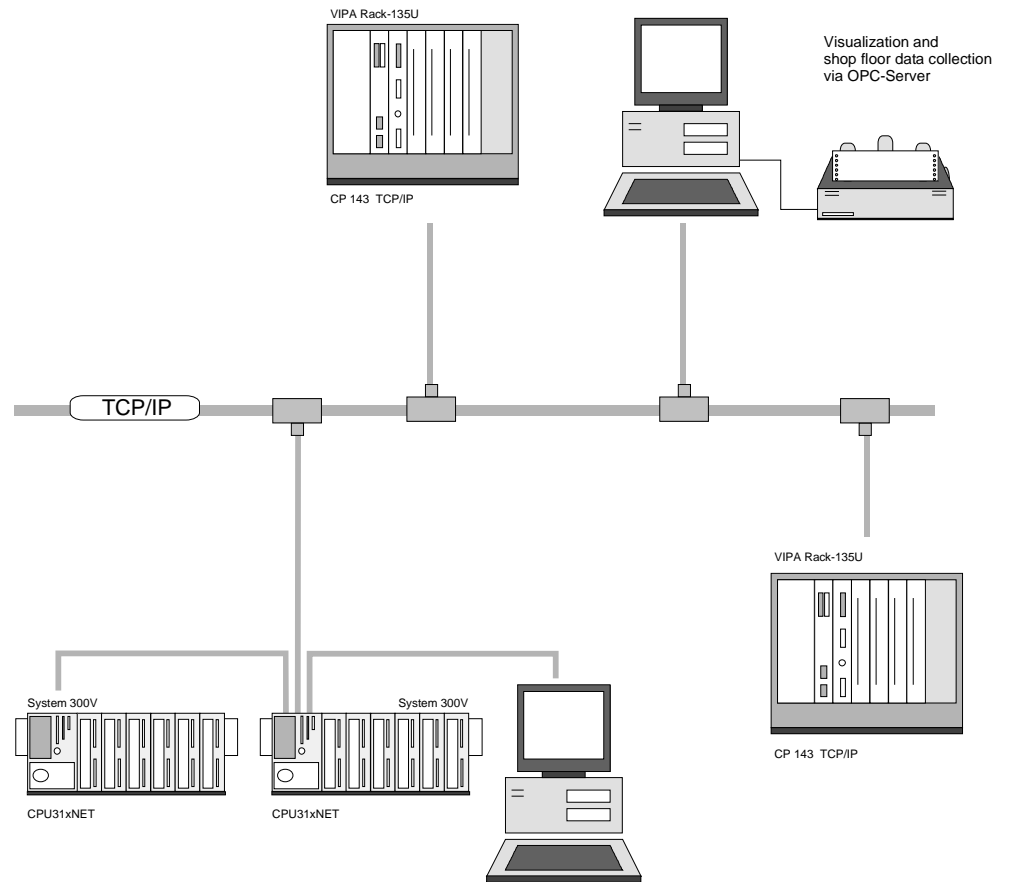 VIPA Rack-135U
Visualization and
shop floor data collection
via OPC-Server
CP 143 TCP/IP
TCP/IP
VIPA Rack-135U
System 300V
System 300V
CP 143 TCP/IP
CPU31xNET
CPU31xNET